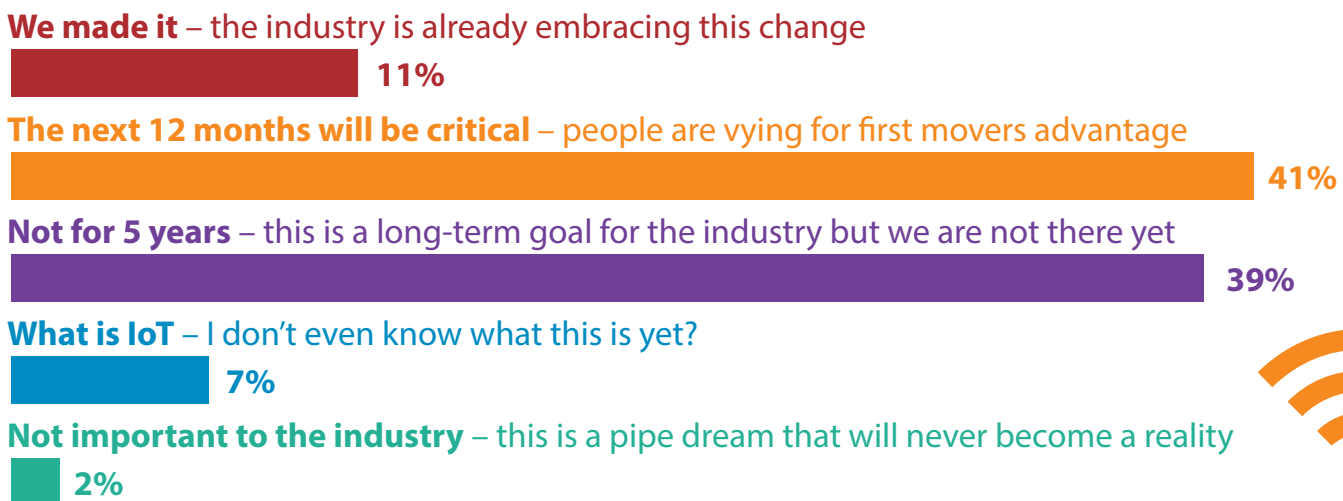 We made it – the industry is already embracing this change
11%
The next 12 months will be critical – people are vying for first movers advantage
41%
Not for 5 years – this is a long-term goal for the industry but we are not there yet
39%
What is IoT – I don’t even know what this is yet?
7%
Not important to the industry – this is a pipe dream that will never become a reality
2%